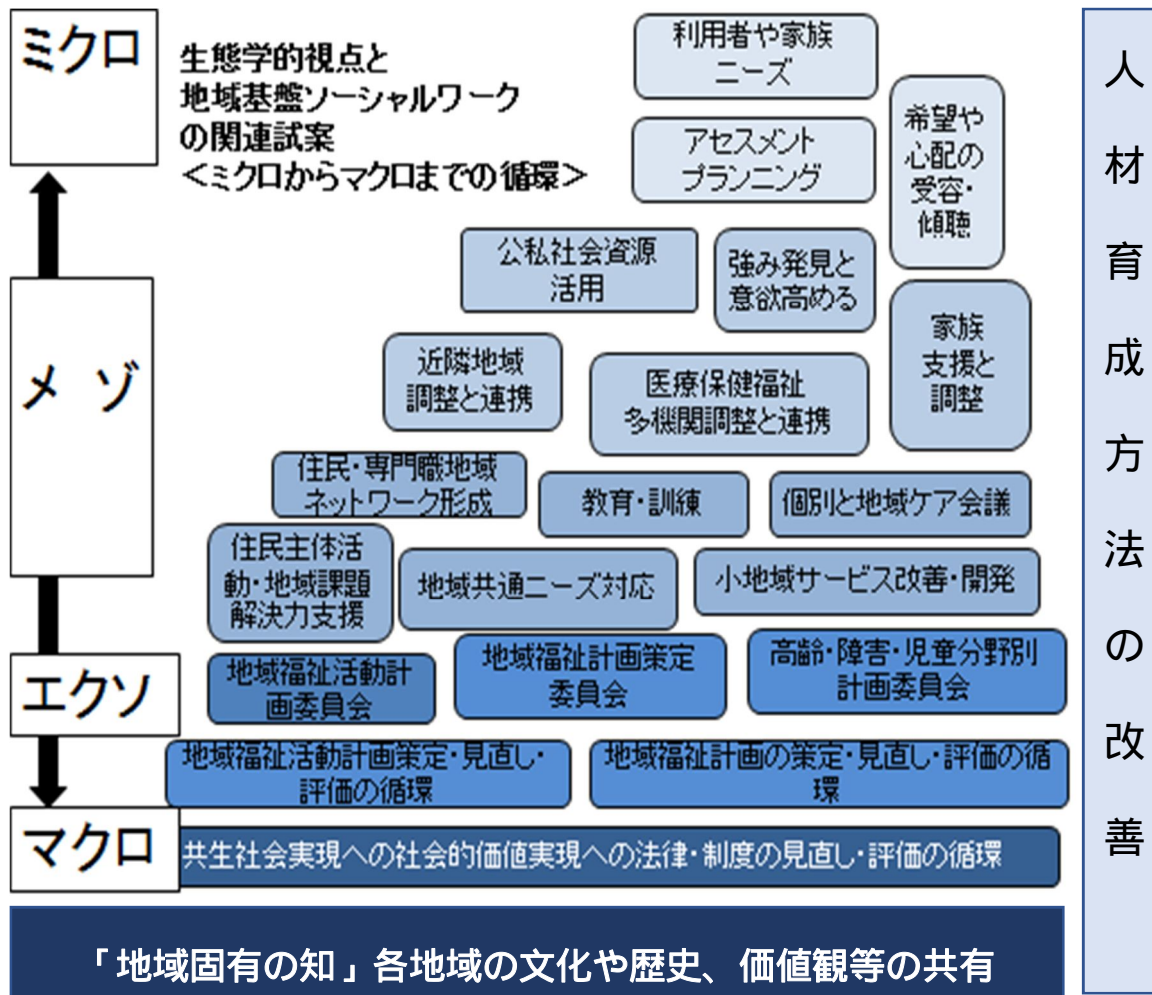 ミクロ
生態学的視点と
地域基盤ソーシャルワーク
の関連試案
<ミクロからマクロまでの循環>
利用者や家族
ニーズ
アセスメント
プランニング
希望や
心配の
受容・
傾聴
公私社会資源
活用
強み発見と
意欲高める
メゾ
近隣地域
調整と連携
医療保健福祉
多機関調整と連携
家族
支援と
調整
住民・専門職地域
ネットワーク形成
教育・訓練
個別と地域ケア会議
住民主体活
動・地域課題
解決力支援
地域共通ニーズ対応
小地域サービス改善・開発
エクソ
地域福祉活動計
画委員会
地域福祉計画策定
委員会
高齢・障害・児童分野別
計画委員会
地域福祉活動計画策定・見直し・
評価の循環
地域福祉計画の策定・見直し・評価の循
環
マクロ
共生社会実現への社会的価値実現への法律・制度の見直し・評価の循環
「地域固有の知」各地域の文化や歴史、価値観等の共有
人材育成方法の改善